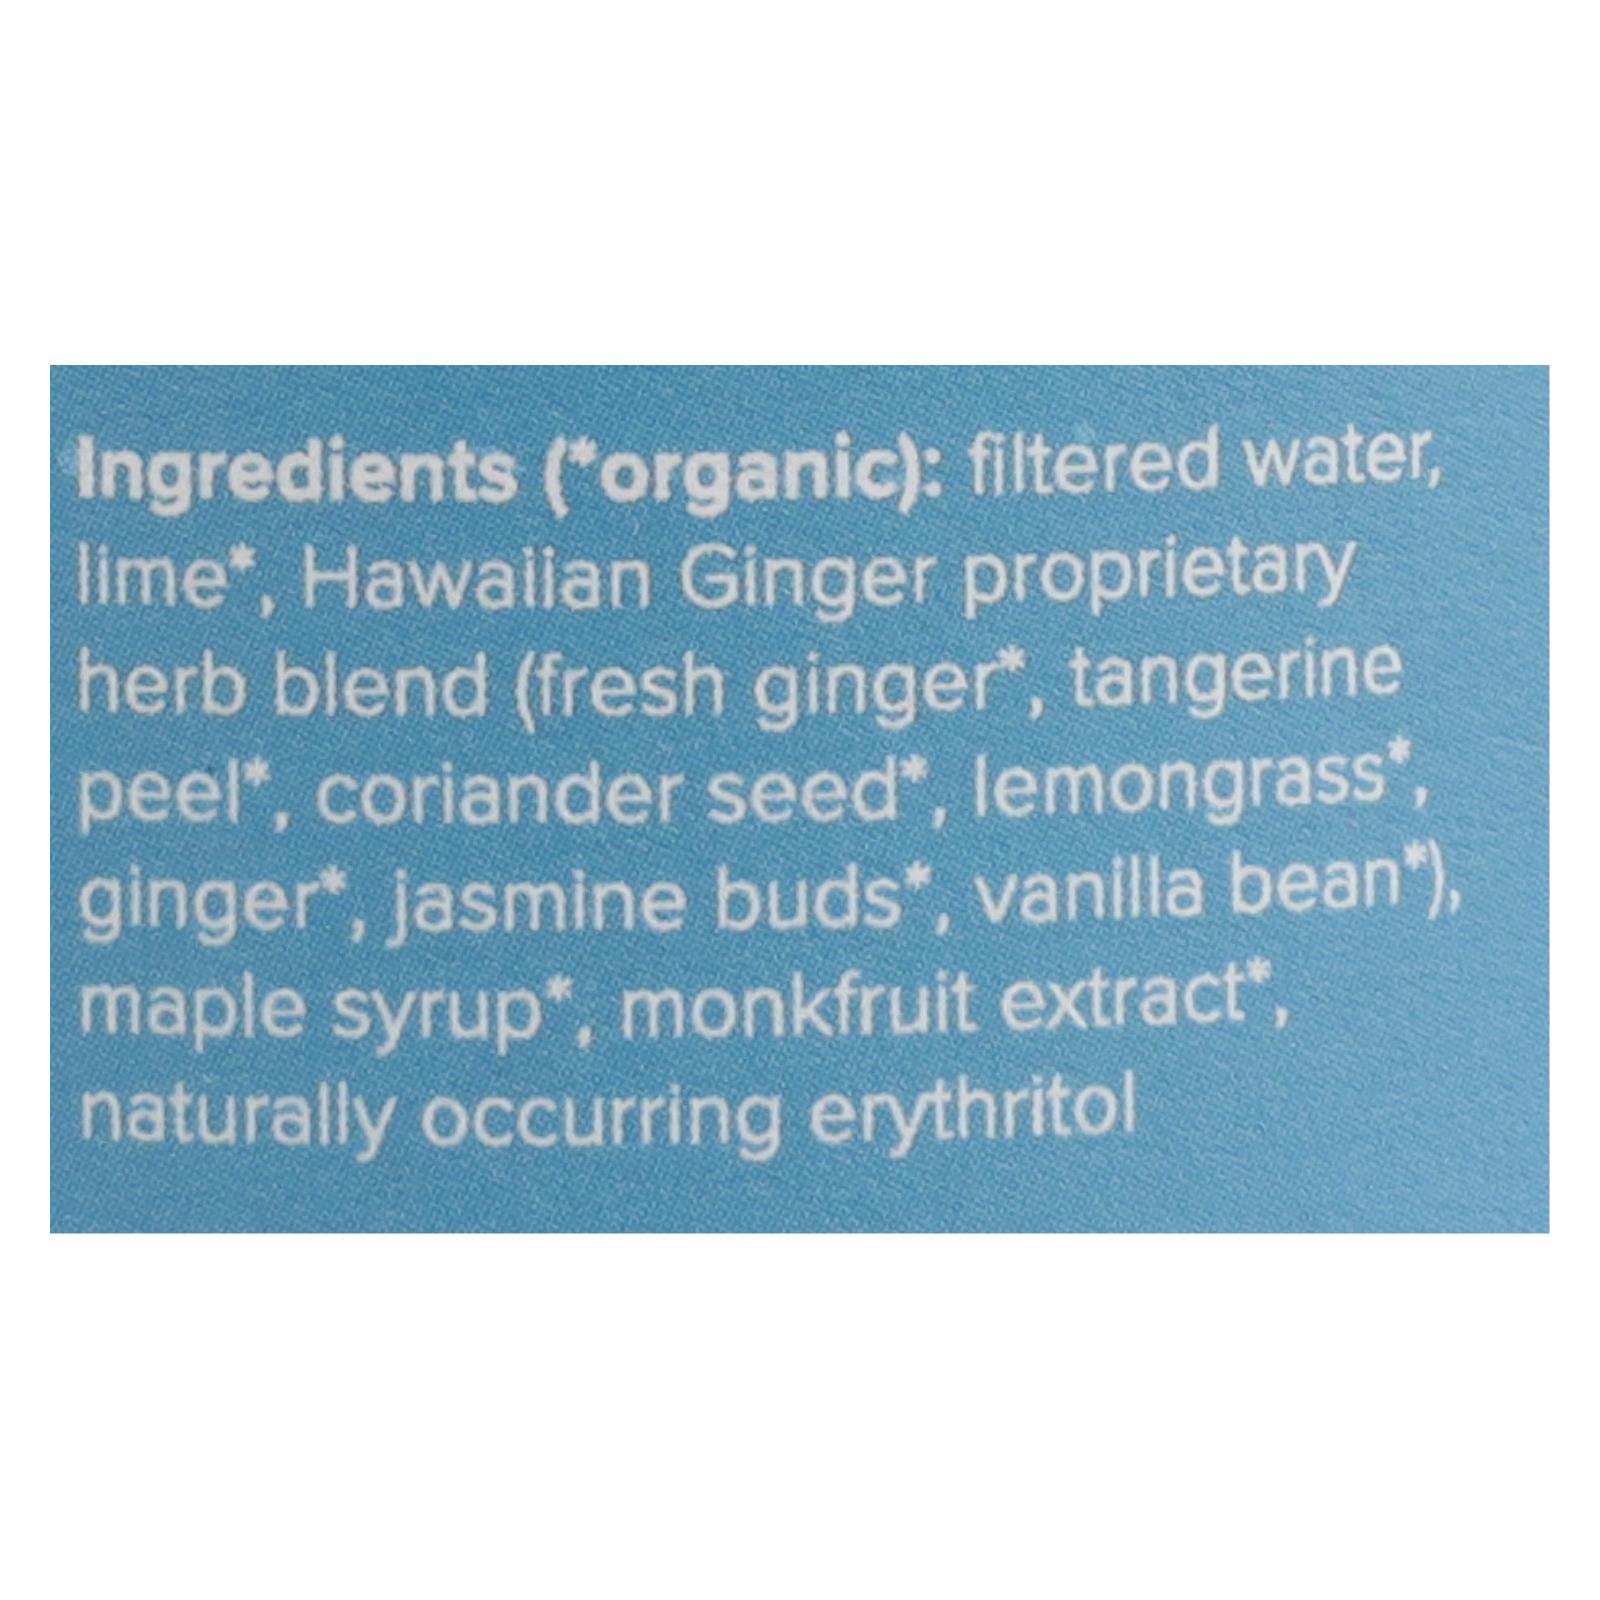 Ingredients (*organic): filtered water,
lime*, Hawaiian Ginger proprietary
herb blend (fresh ginger*, tangerine
peel*, coriander seed*, lemongrass*,
ginger*, jasmine buds*, vanilla bean*),
maple syrup*, monkfruit extract*,
naturally occurring erythritol